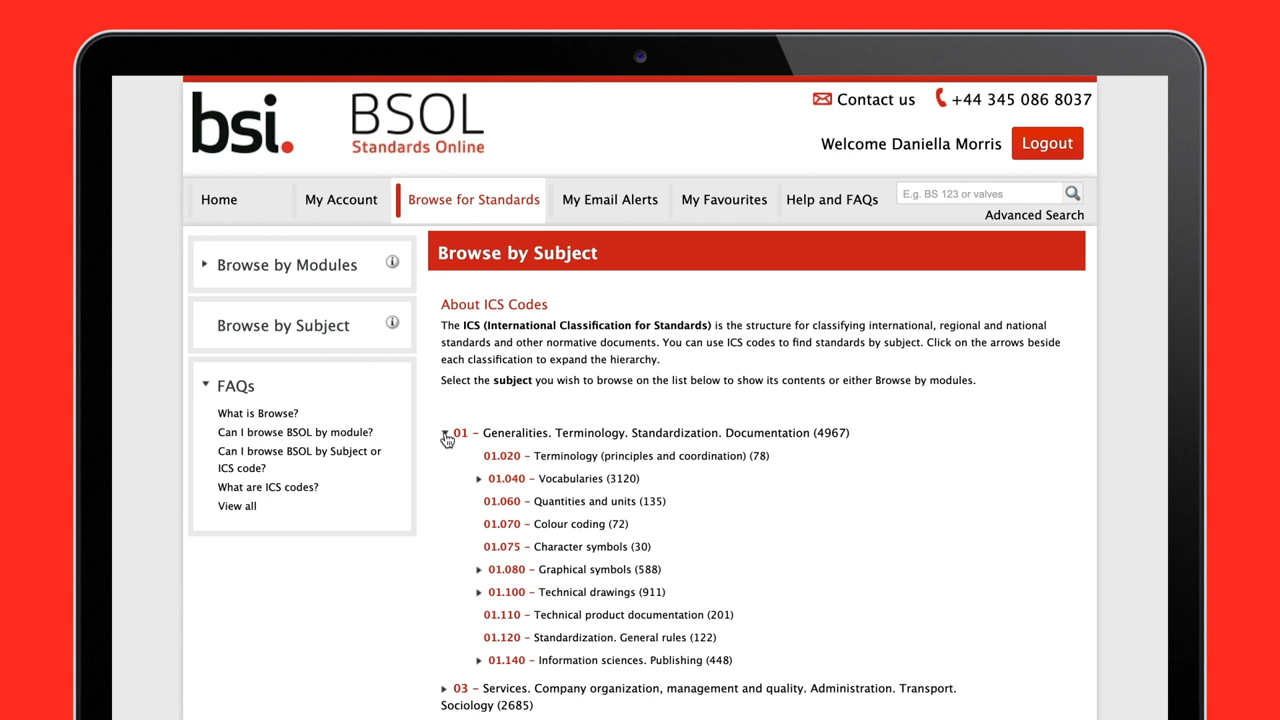 bsi.
BSOL
Standards Online
Contact us
+44 345 086 8037
Welcome Daniella Morris
Logout
Home
My Account
Browse for Standards
My Email Alerts
My Favourites
Help and FAQs
E.g. BS 123 or valves
Advanced Search
Browse by Modules
Browse by Subject
FAQs
What is Browse?
Can I browse BSOL by module?
Can I browse BSOL by Subject or
ICS code?
What are ICS codes?
View all
Browse by Subject
About ICS Codes
The ICS (International Classification for Standards) is the structure for classifying international, regional and national
standards and other normative documents. You can use ICS codes to find standards by subject. Click on the arrows beside
each classification to expand the hierarchy.
Select the subject you wish to browse on the list below to show its contents or either Browse by modules.
01 – Generalities. Terminology. Standardization. Documentation (4967)
01.020 – Terminology (principles and coordination) (78)
01.040 – Vocabularies (3120)
01.060 – Quantities and units (135)
01.070 – Colour coding (72)
01.075 – Character symbols (30)
01.080 – Graphical symbols (588)
01.100 – Technical drawings (911)
01.110 – Technical product documentation (201)
01.120 – Standardization. General rules (122)
01.140 – Information sciences. Publishing (448)
03 – Services. Company organization, management and quality. Administration. Transport.
Sociology (2685)